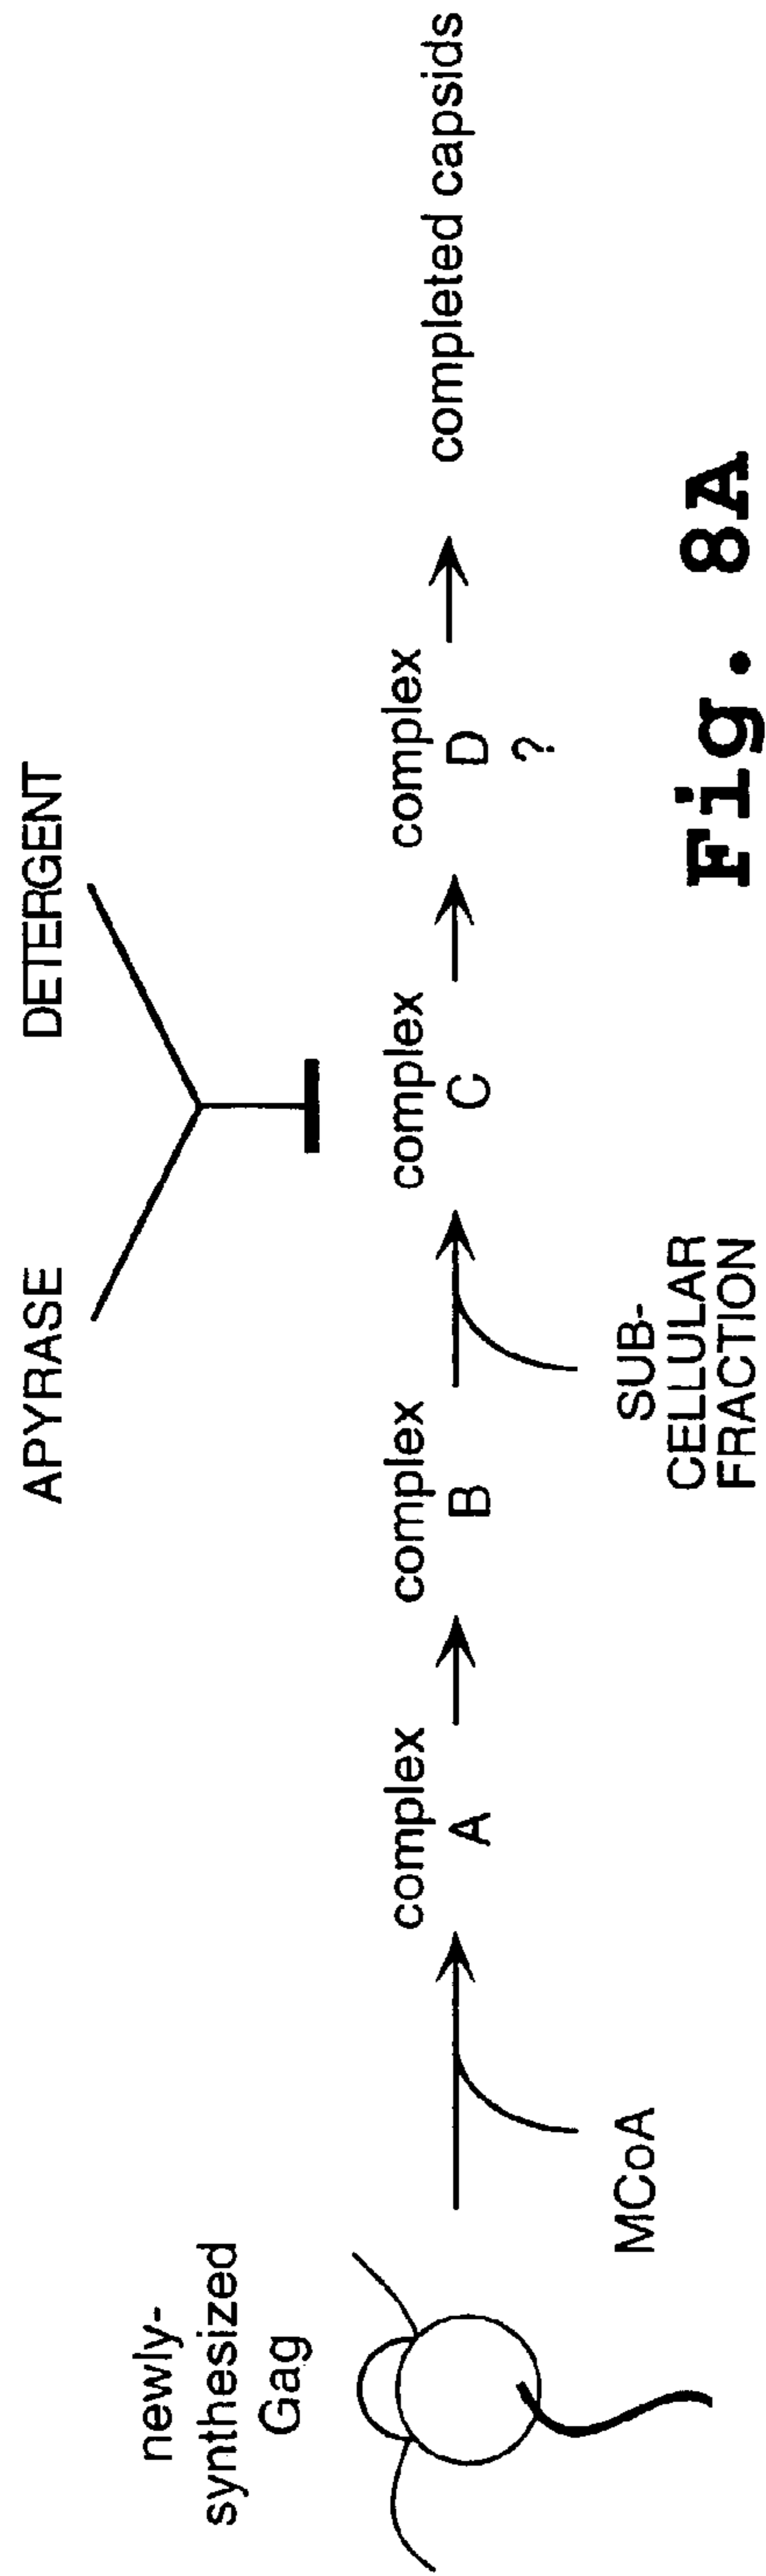 APYRASE
DETERGENT
newly-
synthesized
Gag
complex
A
complex
B
complex
C
complex
D
?
completed capsids
MCoA
SUB-
CELLULAR
FRACTION
Fig. 8A